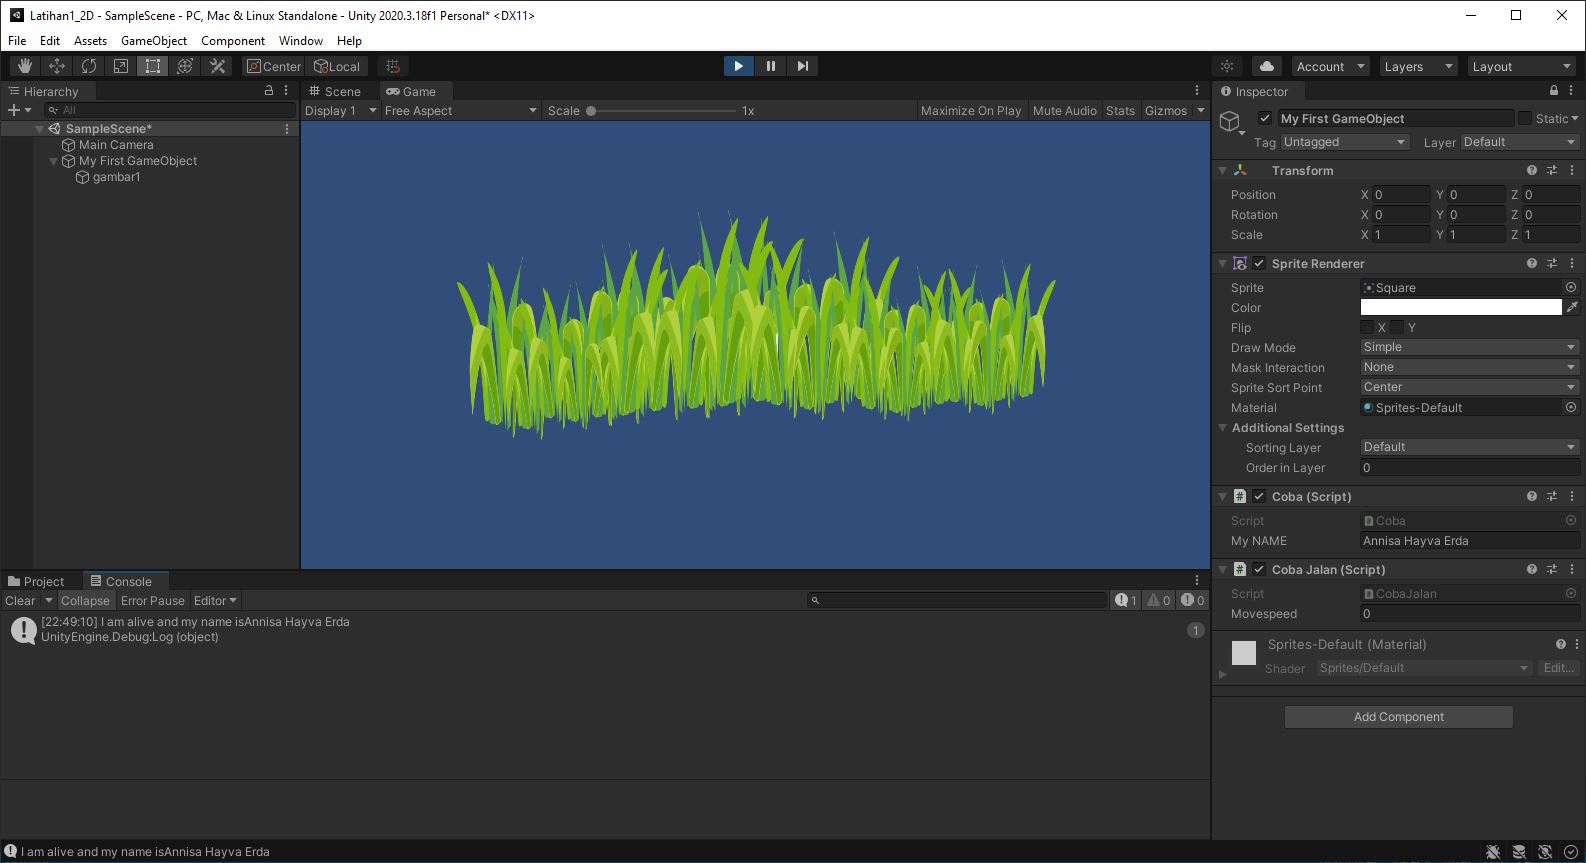 Latihan1_2D - SampleScene - PC, Mac & Linux Standalone - Unity 2020.3.18f1 Personal* <DX11>
File Edit Assets GameObject Component Window Help
Center Local Account Layers Layout
Hierarchy
All
SampleScene*
Main Camera
My First GameObject
gambar1
Scene Game
Display 1 Free Aspect Scale 1x Maximize On Play Mute Audio Stats Gizmos
Inspector
My First GameObject Static
Tag Untagged Layer Default
Transform
Position X 0 Y 0 Z 0
Rotation X 0 Y 0 Z 0
Scale X 1 Y 1 Z 1
Sprite Renderer
Sprite Square
Color
Flip X Y
Draw Mode Simple
Mask Interaction None
Sprite Sort Point Center
Material Sprites-Default
Additional Settings
Sorting Layer Default
Order in Layer 0
Coba (Script)
Script Coba
My NAME Annisa Hayva Erda
Coba Jalan (Script)
Script CobaJalan
Movespeed 0
Sprites-Default (Material)
Shader Sprites/Default Edit...
Add Component
Project Console
Clear Collapse Error Pause Editor 1 0 0
[22:49:10] I am alive and my name isAnnisa Hayva Erda
UnityEngine.Debug:Log (object)
1
I am alive and my name isAnnisa Hayva Erda